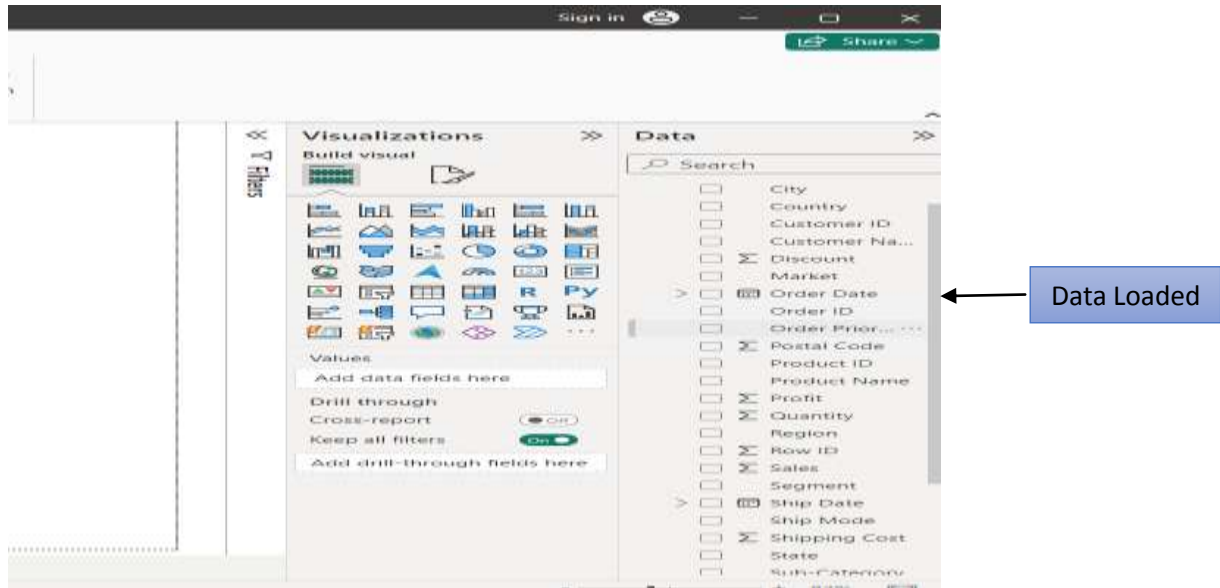 Sign in
Share
Filters
Visualizations
Build visual
123
R
Py
...
Values
Add data fields here
Drill through
Cross-report
Off
Keep all filters
On
Add drill-through fields here
Data
Search
City
Country
Customer ID
Customer Na...
Σ Discount
Market
Order Date
Order ID
Order Prior... ...
Σ Postal Code
Product ID
Product Name
Σ Profit
Σ Quantity
Region
Σ Row ID
Σ Sales
Segment
Ship Date
Ship Mode
Σ Shipping Cost
State
Sub-Category
Data Loaded